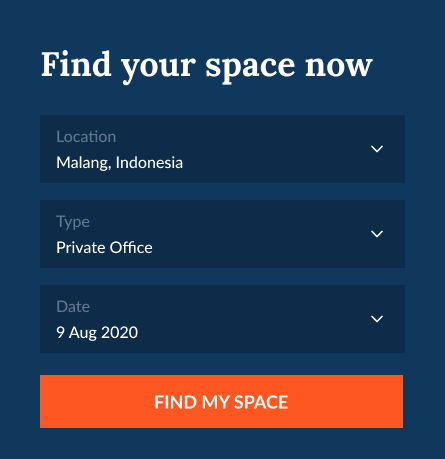 Find your space now
Location
Malang, Indonesia
Type
Private Office
Date
9 Aug 2020
FIND MY SPACE